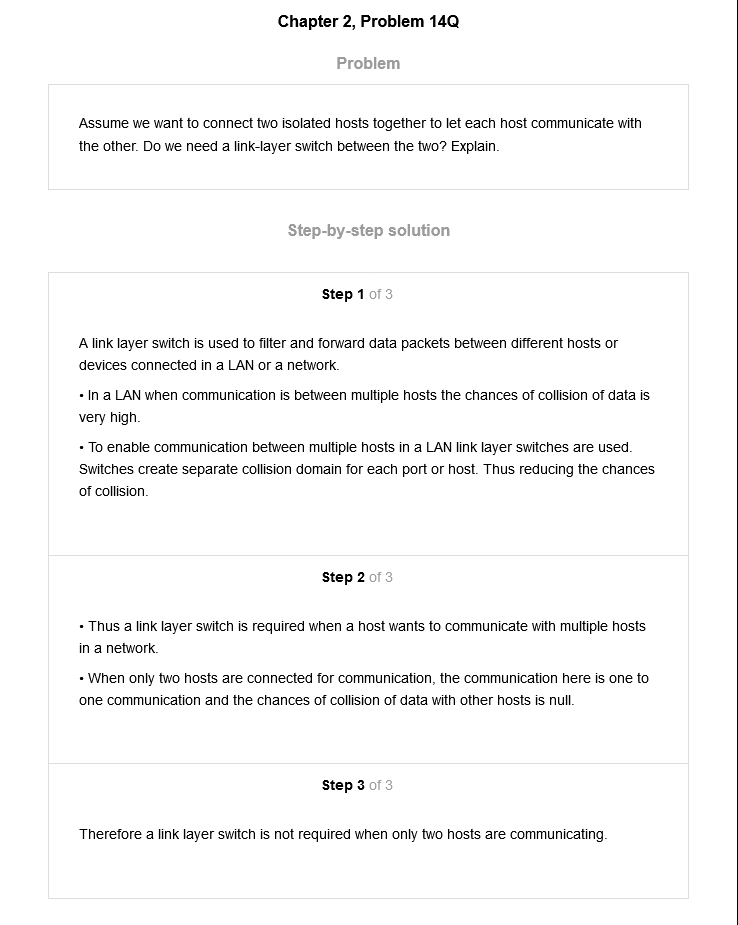 Chapter 2, Problem 14Q
Problem
Assume we want to connect two isolated hosts together to let each host communicate with
the other. Do we need a link-layer switch between the two? Explain.
Step-by-step solution
Step 1 of 3
A link layer switch is used to filter and forward data packets between different hosts or
devices connected in a LAN or a network.
• In a LAN when communication is between multiple hosts the chances of collision of data is
very high.
• To enable communication between multiple hosts in a LAN link layer switches are used.
Switches create separate collision domain for each port or host. Thus reducing the chances
of collision.
Step 2 of 3
• Thus a link layer switch is required when a host wants to communicate with multiple hosts
in a network.
• When only two hosts are connected for communication, the communication here is one to
one communication and the chances of collision of data with other hosts is null.
Step 3 of 3
Therefore a link layer switch is not required when only two hosts are communicating.